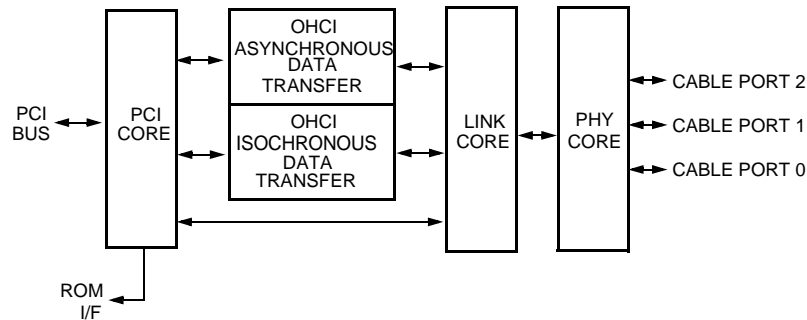 PCI
BUS
PCI
CORE
OHCI
ASYNCHRONOUS
DATA
TRANSFER
OHCI
ISOCHRONOUS
DATA
TRANSFER
LINK
CORE
PHY
CORE
CABLE PORT 2
CABLE PORT 1
CABLE PORT 0
ROM
I/F